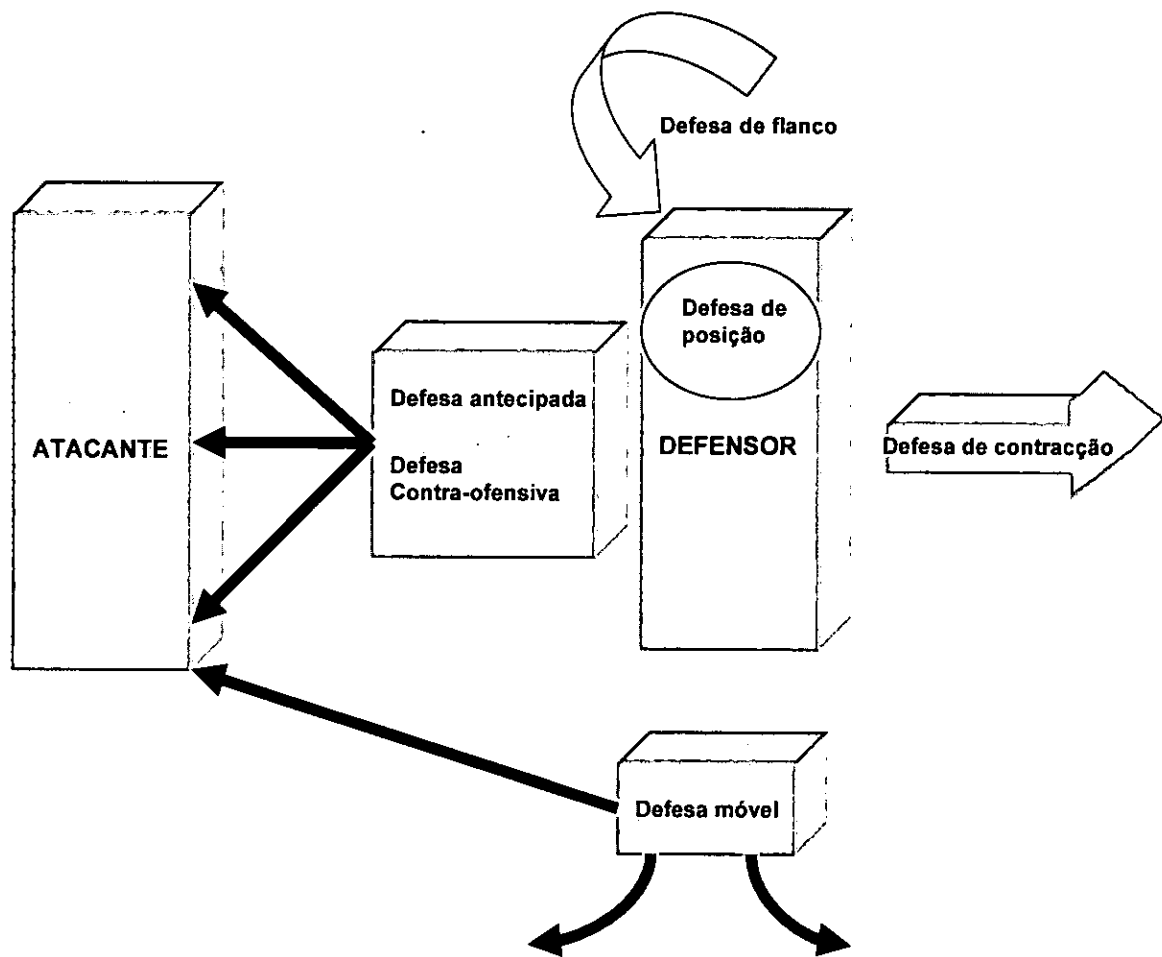 Defesa de flanco
Defesa de
posição
Defesa antecipada
ATACANTE
DEFENSOR
Defesa de contracção
Defesa
Contra-ofensiva
Defesa móvel